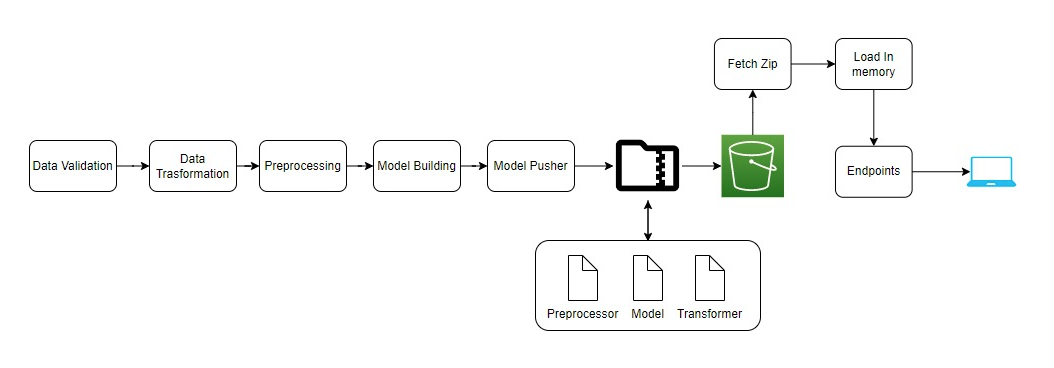 Fetch Zip
Load In
memory
Data Validation
Data
Trasformation
Preprocessing
Model Building
Model Pusher
Endpoints
Preprocessor
Model
Transformer